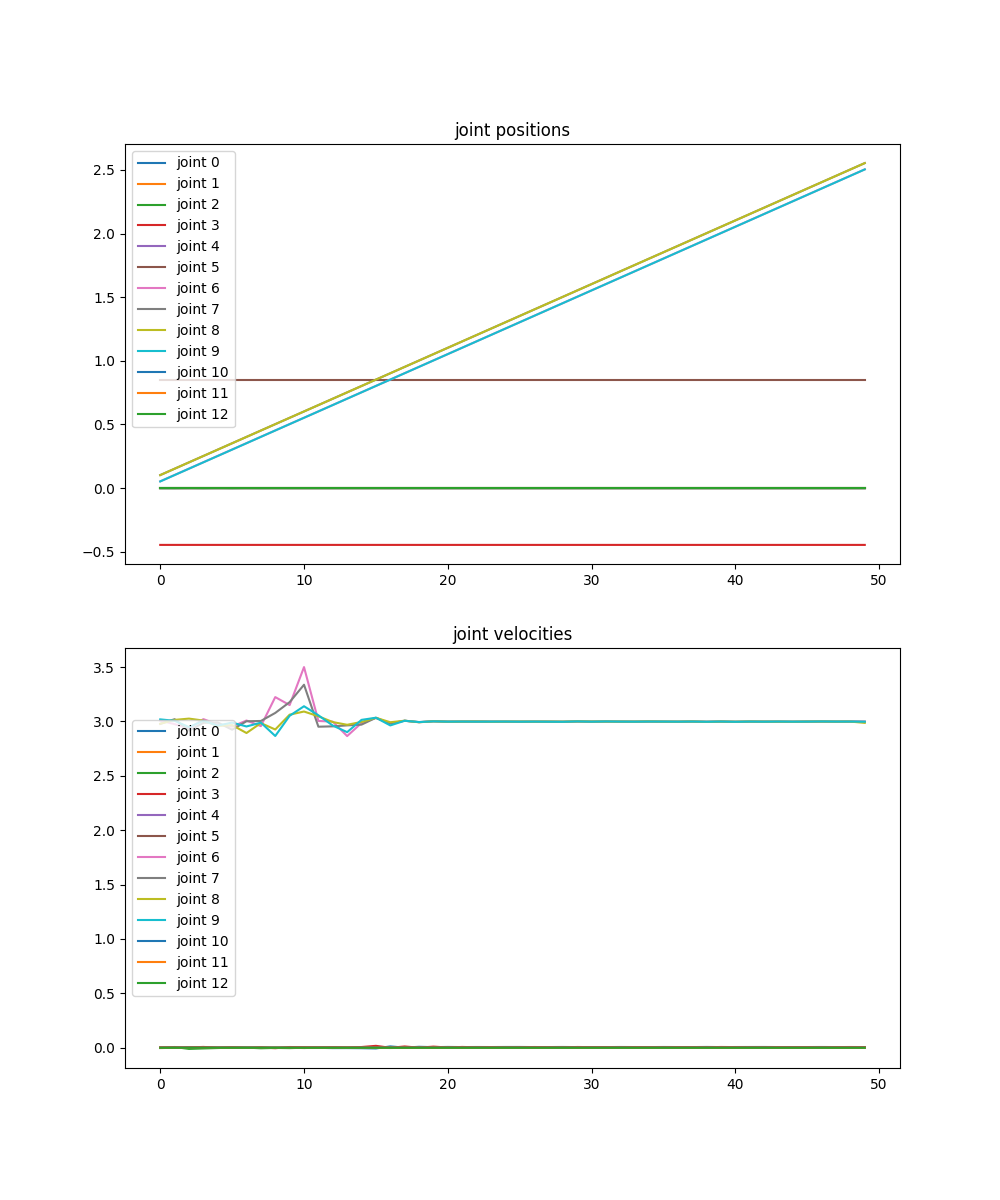 joint positions
2.5
2.0
1.5
1.0
0.5
0.0
−0.5
joint 0
joint 1
joint 2
joint 3
joint 4
joint 5
joint 6
joint 7
joint 8
joint 9
joint 10
joint 11
joint 12
0 10 20 30 40 50
joint velocities
3.5
3.0
2.5
2.0
1.5
1.0
0.5
0.0
joint 0
joint 1
joint 2
joint 3
joint 4
joint 5
joint 6
joint 7
joint 8
joint 9
joint 10
joint 11
joint 12
0 10 20 30 40 50